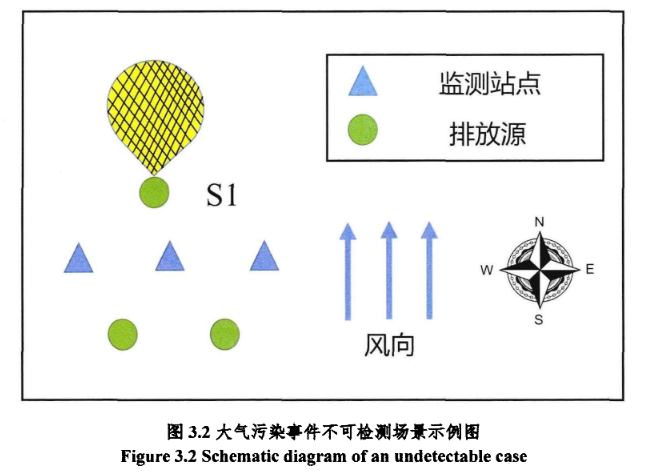 监测站点
排放源
S1
N
W
E
S
风向
图 3.2 大气污染事件不可检测场景示例图
Figure 3.2 Schematic diagram of an undetectable case